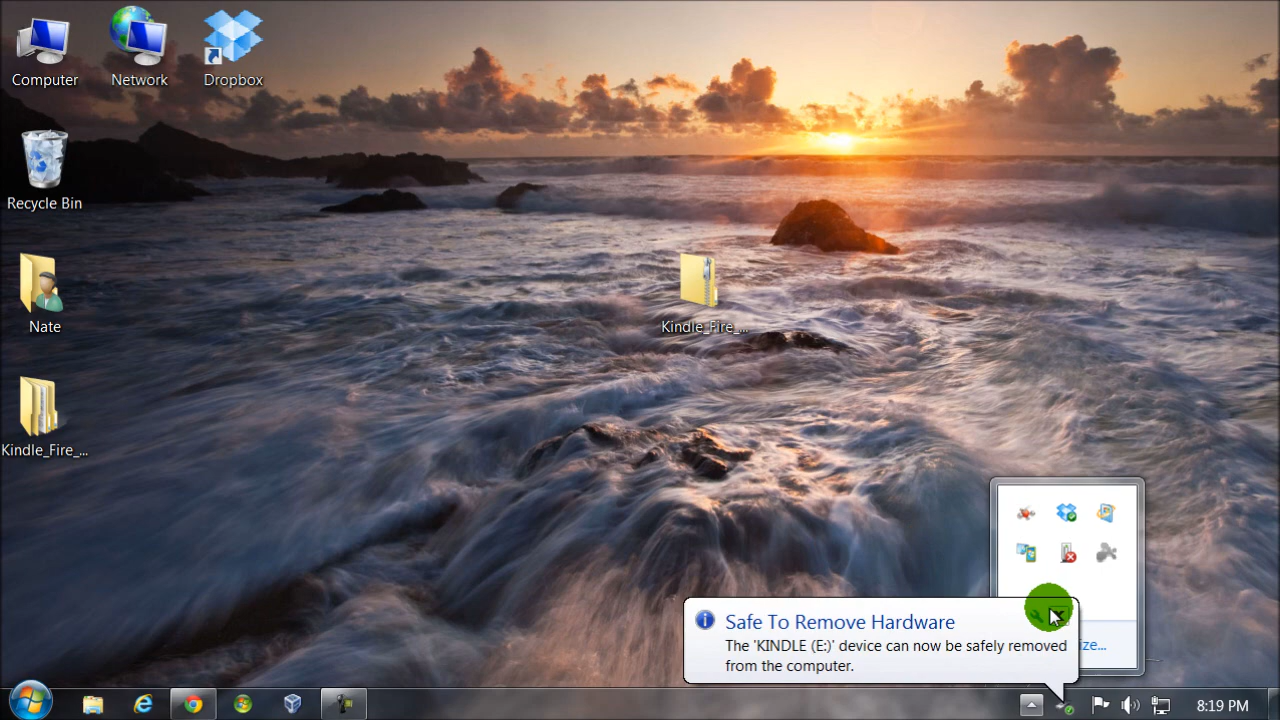 Computer
Network
Dropbox
Recycle Bin
Nate
Kindle_Fire_...
Kindle_Fire_...
Safe To Remove Hardware
The 'KINDLE (E:)' device can now be safely removed
from the computer.
ize...
8:19 PM